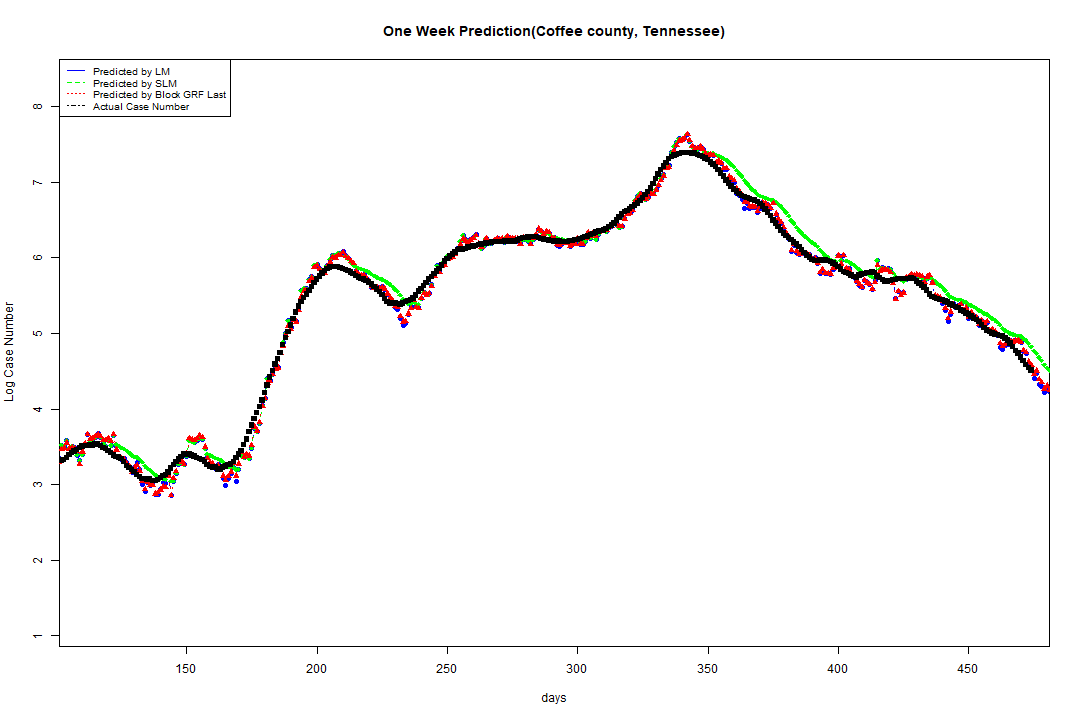 One Week Prediction(Coffee county, Tennessee)
Predicted by LM
Predicted by SLM
Predicted by Block GRF Last
Actual Case Number
8
7
6
5
4
3
2
1
Log Case Number
150 200 250 300 350 400 450
days